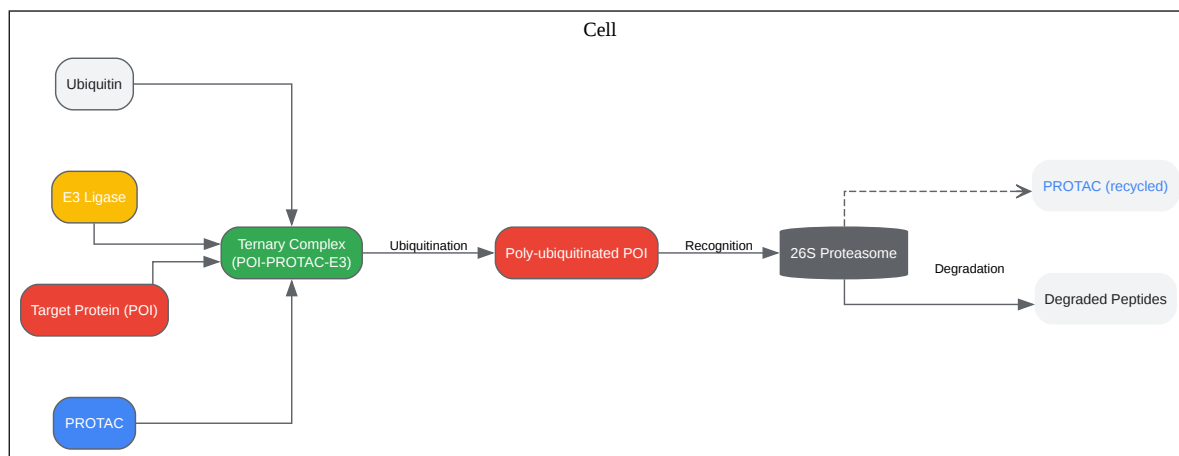 Cell
Ubiquitin
E3 Ligase
Target Protein (POI)
PROTAC
Ternary Complex
(POI-PROTAC-E3)
Ubiquitination
Poly-ubiquitinated POI
Recognition
26S Proteasome
PROTAC (recycled)
Degradation
Degraded Peptides